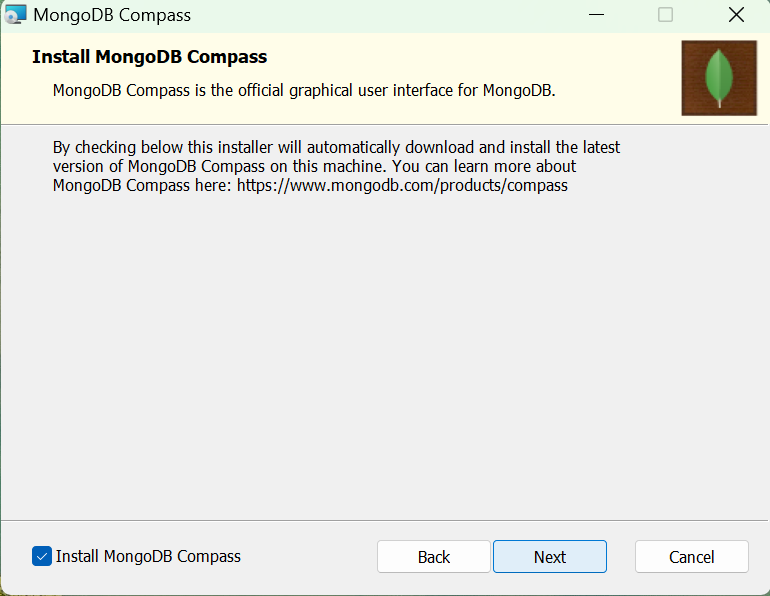 MongoDB Compass
Install MongoDB Compass
MongoDB Compass is the official graphical user interface for MongoDB.
By checking below this installer will automatically download and install the latest
version of MongoDB Compass on this machine. You can learn more about
MongoDB Compass here: https://www.mongodb.com/products/compass
Install MongoDB Compass
Back
Next
Cancel